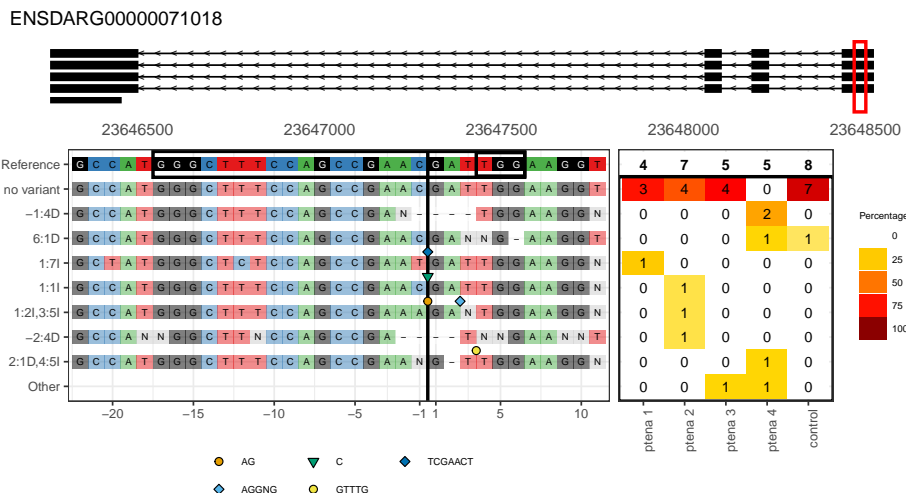 ENSDARG00000071018
23646500 23647000 23647500 23648000 23648500
Reference G C C A T G G G C T T T C C A G C C G A A C G A T T G G A A G G T 4 7 5 5 8
no variant G C C A T G G G C T T T C C A G C C G A A C G A T T G G A A G G T 3 4 4 0 7
−1:4D G C C A T G G G C T T T C C A G C C G A N - - - - T G G A A G G N 0 0 0 2 0
6:1D G C C A T G G G C T T T C C A G C C G A A C G A N N G - A A G G T 0 0 0 1 1
1:7I G C T A T G G G C T C T C C A G C C G A A T G A T T G G A A G G N 1 0 0 0 0
1:1I G C C A T G G G C T T T C C A G C C G A A C G A T T G G A A G G N 0 1 0 0 0
1:2I,3:5I G C C A T G G G C T T T C C A G C C G A A A G A N T G G A A G G N 0 1 0 0 0
−2:4D G C C A N N G G C T T N C C A G C C G A - - - - T N N G A A N N T 0 1 0 0 0
2:1D,4:5I G C C A T G G G C T T T C C A G C C G A A N G - T T G G A A G G N 0 0 0 1 0
Other 0 0 1 1 0
−20 −15 −10 −5 −1 1 5 10
ptena 1 ptena 2 ptena 3 ptena 4 control
Percentage
0
25
50
75
100
AG C TCGAACT
AGGNG GTTTG